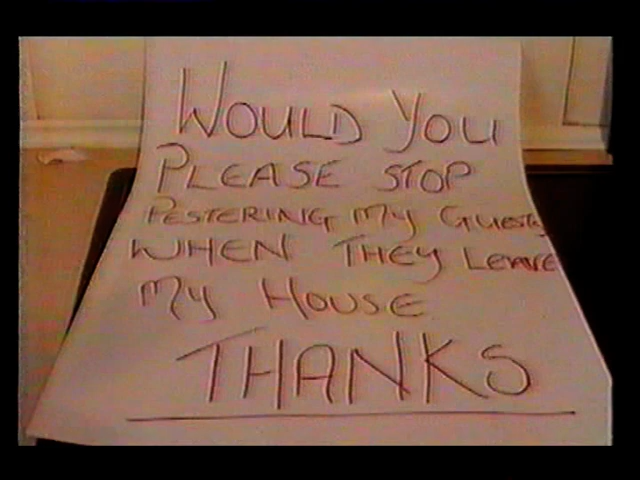 WOULD YOU
PLEASE STOP
PESTERING MY GUESTS
WHEN THEY LEAVE
MY HOUSE
THANKS